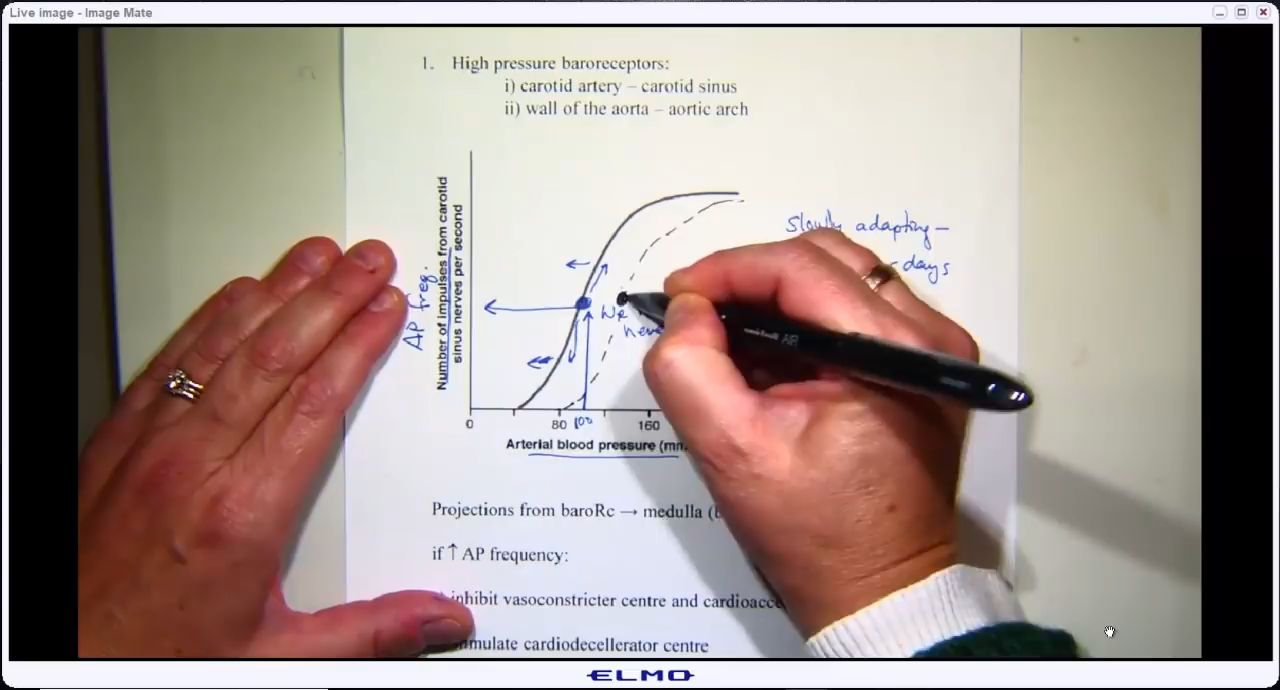 Live image - Image Mate
1. High pressure baroreceptors:
i) carotid artery – carotid sinus
ii) wall of the aorta – aortic arch
Number of impulses from carotid
sinus nerves per second
AP freq.
Slowly adapting –
days
We
0 80 100 160
Arterial blood pressure
Projections from baroRc → medulla
if ↑ AP frequency:
inhibit vasoconstricter centre and
cardiodecellerator centre
ELMO